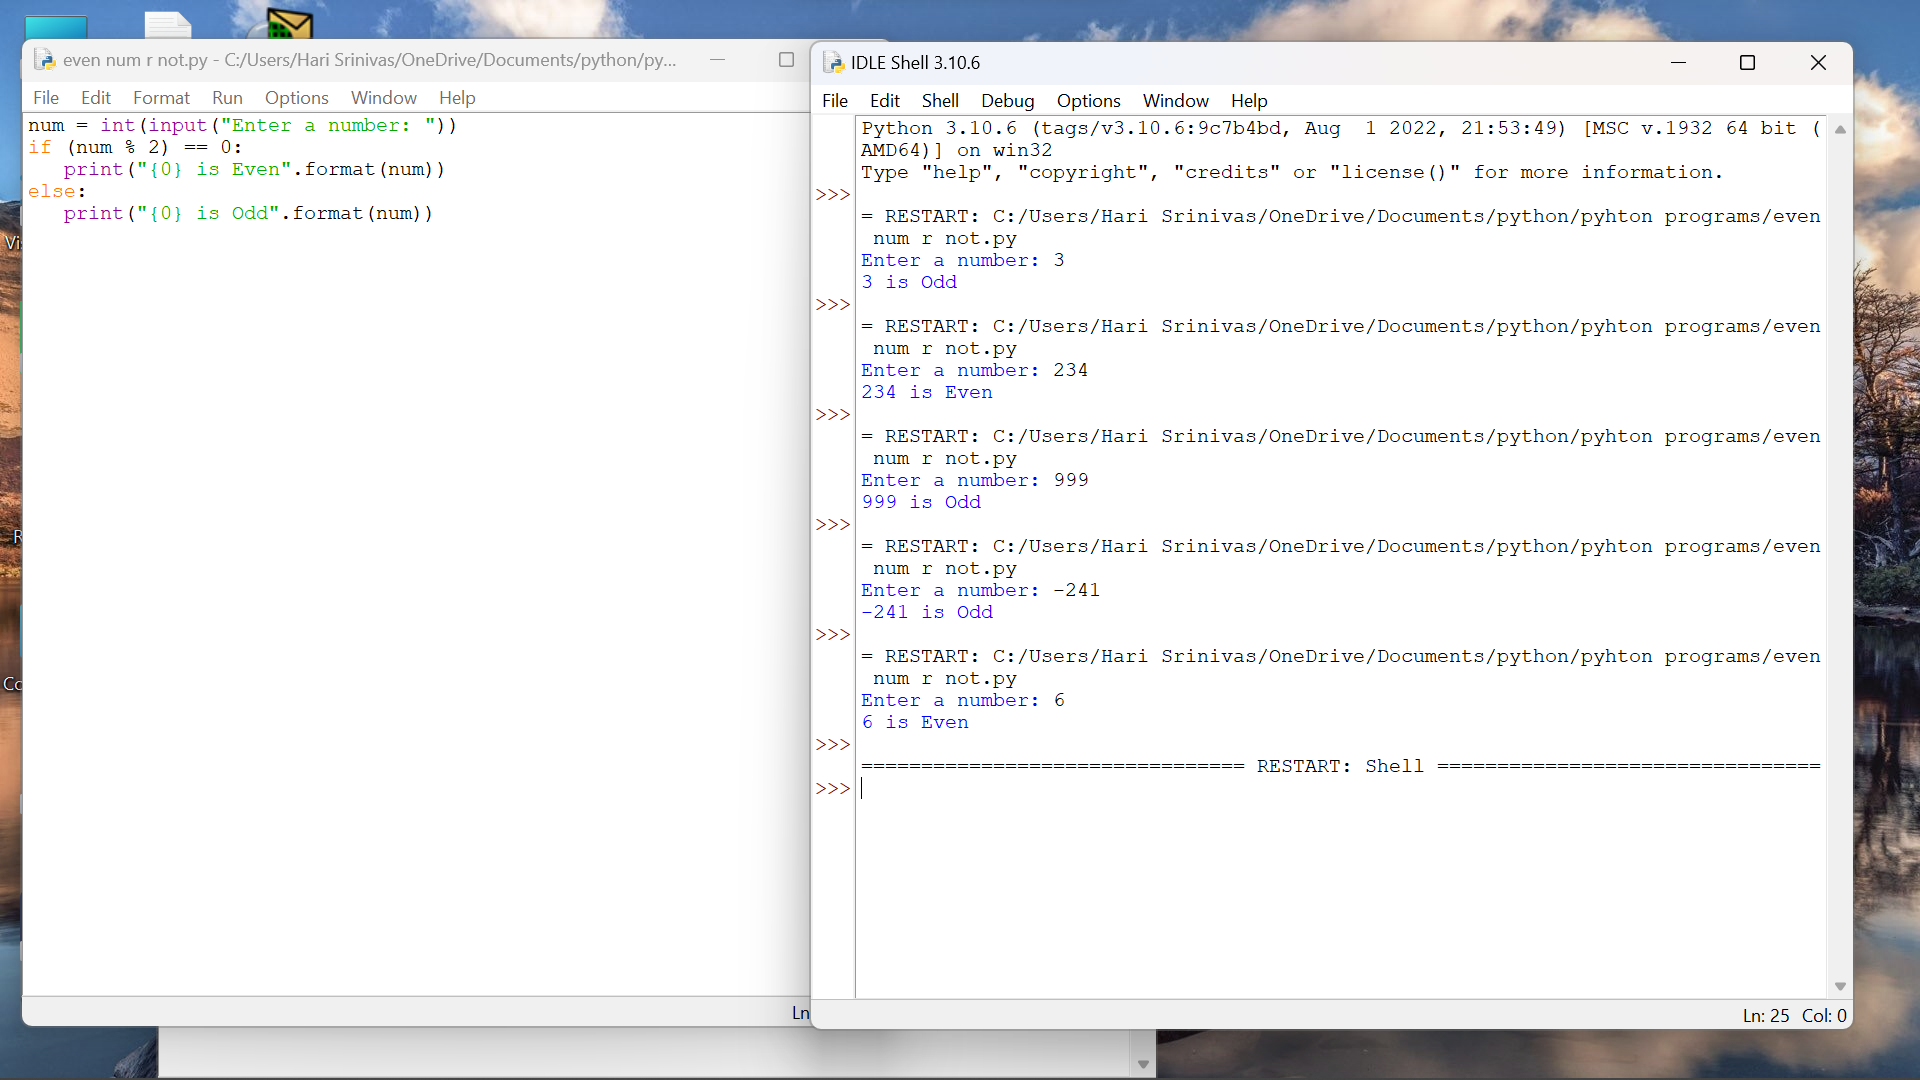 even num r not.py - C:/Users/Hari Srinivas/OneDrive/Documents/python/py...
File Edit Format Run Options Window Help
num = int(input("Enter a number: "))
if (num % 2) == 0:
   print("{0} is Even".format(num))
else:
   print("{0} is Odd".format(num))
Ln
IDLE Shell 3.10.6
File Edit Shell Debug Options Window Help
Python 3.10.6 (tags/v3.10.6:9c7b4bd, Aug  1 2022, 21:53:49) [MSC v.1932 64 bit (
AMD64)] on win32
Type "help", "copyright", "credits" or "license()" for more information.
>>>
= RESTART: C:/Users/Hari Srinivas/OneDrive/Documents/python/pyhton programs/even
 num r not.py
Enter a number: 3
3 is Odd
>>>
= RESTART: C:/Users/Hari Srinivas/OneDrive/Documents/python/pyhton programs/even
 num r not.py
Enter a number: 234
234 is Even
>>>
= RESTART: C:/Users/Hari Srinivas/OneDrive/Documents/python/pyhton programs/even
 num r not.py
Enter a number: 999
999 is Odd
>>>
= RESTART: C:/Users/Hari Srinivas/OneDrive/Documents/python/pyhton programs/even
 num r not.py
Enter a number: -241
-241 is Odd
>>>
= RESTART: C:/Users/Hari Srinivas/OneDrive/Documents/python/pyhton programs/even
 num r not.py
Enter a number: 6
6 is Even
>>>
================================ RESTART: Shell ================================
>>>
Ln: 25 Col: 0
Vi
R
Co